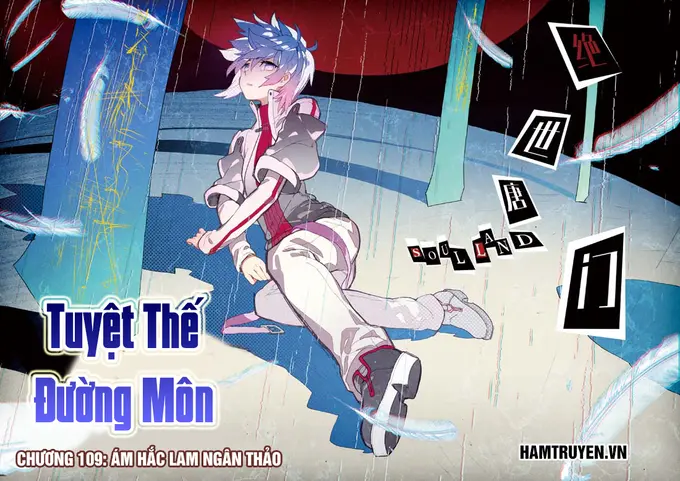 绝
世
唐
门
SOUL LAND
Tuyệt Thế
Đường Môn
CHƯƠNG 109: ÁM HẮC LAM NGÂN THẢO
HAMTRUYEN.VN